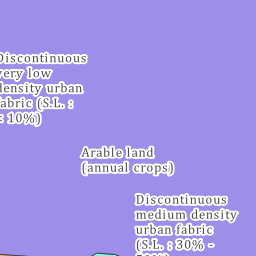 Discontinuous
very low
density urban
fabric (S.L. :
< 10%)
Arable land
(annual crops)
Discontinuous
medium density
urban fabric
(S.L. : 30% -